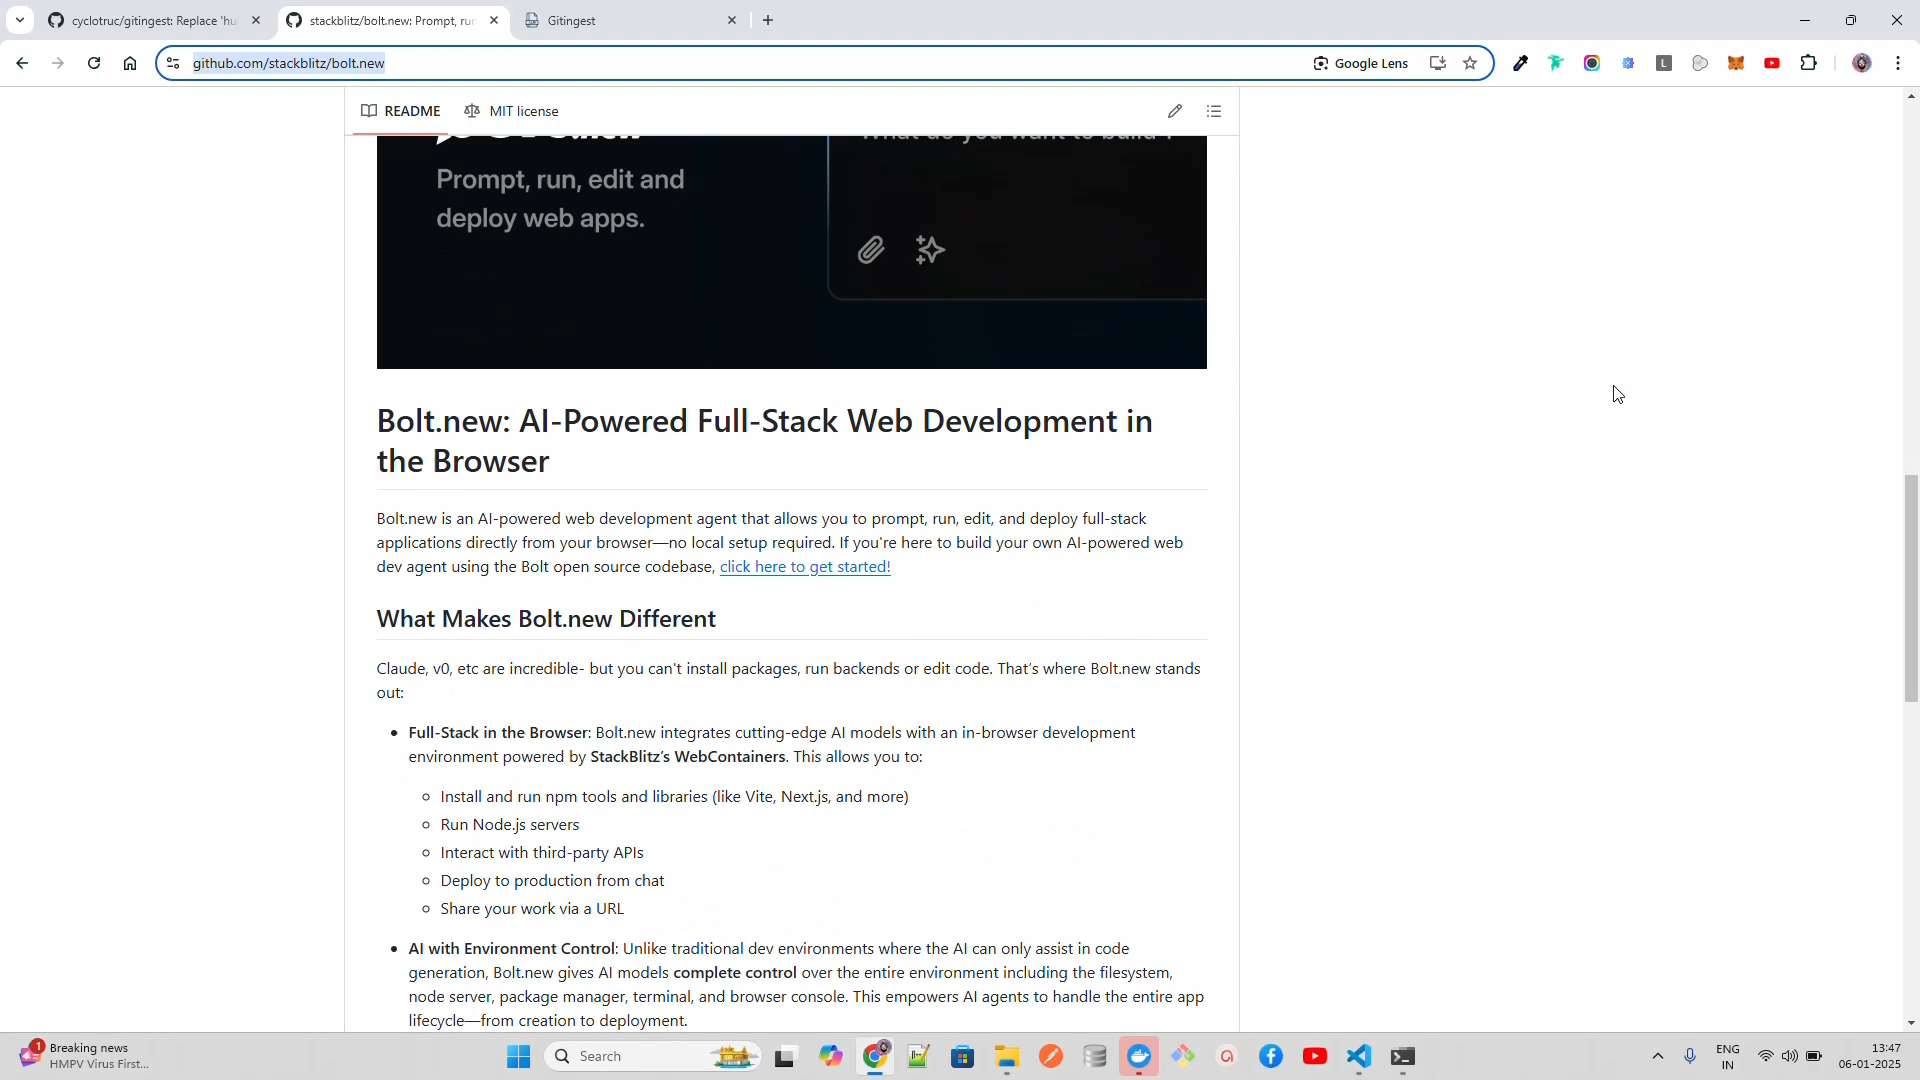 cyclotruc/gitingest: Replace 'hu
stackblitz/bolt.new: Prompt, run
Gitingest
github.com/stackblitz/bolt.new
Google Lens
README
MIT license
What do you want to build?
Prompt, run, edit and
deploy web apps.
Bolt.new: AI-Powered Full-Stack Web Development in
the Browser
Bolt.new is an AI-powered web development agent that allows you to prompt, run, edit, and deploy full-stack
applications directly from your browser—no local setup required. If you're here to build your own AI-powered web
dev agent using the Bolt open source codebase, click here to get started!
What Makes Bolt.new Different
Claude, v0, etc are incredible- but you can't install packages, run backends or edit code. That’s where Bolt.new stands
out:
Full-Stack in the Browser: Bolt.new integrates cutting-edge AI models with an in-browser development
environment powered by StackBlitz’s WebContainers. This allows you to:
Install and run npm tools and libraries (like Vite, Next.js, and more)
Run Node.js servers
Interact with third-party APIs
Deploy to production from chat
Share your work via a URL
AI with Environment Control: Unlike traditional dev environments where the AI can only assist in code
generation, Bolt.new gives AI models complete control over the entire environment including the filesystem,
node server, package manager, terminal, and browser console. This empowers AI agents to handle the entire app
lifecycle—from creation to deployment.
1
Breaking news
HMPV Virus First...
Search
ENG
IN
13:47
06-01-2025